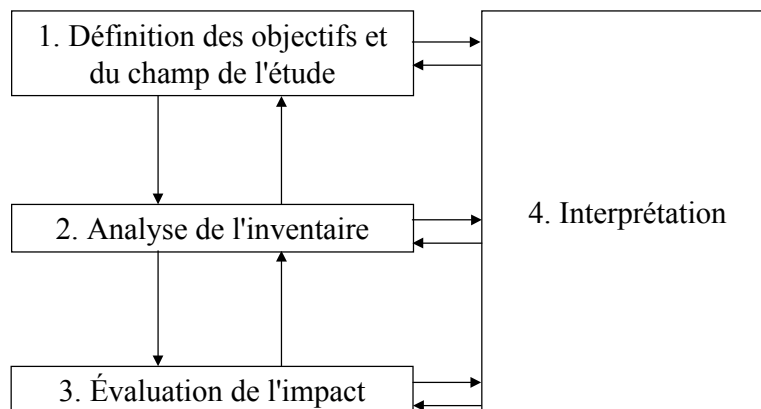 1. Définition des objectifs et
du champ de l'étude
2. Analyse de l'inventaire
4. Interprétation
3. Évaluation de l'impact